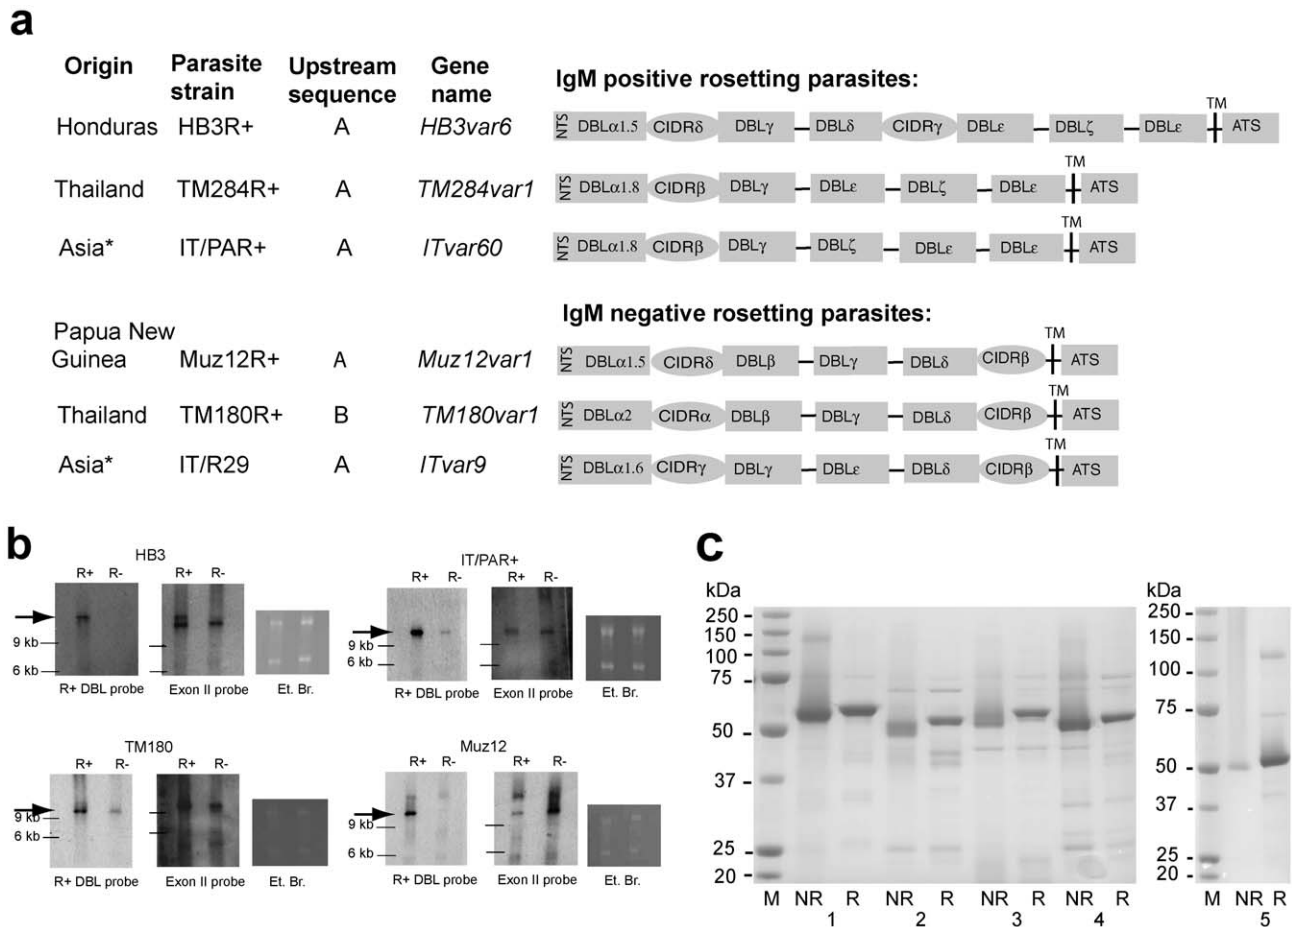 a
Origin Parasite strain Upstream sequence Gene name IgM positive rosetting parasites:
TM
Honduras HB3R+ A HB3var6 NTS DBLα1.5 CIDRδ DBLγ DBLδ CIDRγ DBLε DBLζ DBLε ATS
TM
Thailand TM284R+ A TM284var1 NTS DBLα1.8 CIDRβ DBLγ DBLε DBLζ DBLε ATS
TM
Asia* IT/PAR+ A ITvar60 NTS DBLα1.8 CIDRβ DBLγ DBLζ DBLε DBLε ATS
IgM negative rosetting parasites:
TM
Papua New
Guinea Muz12R+ A Muz12var1 NTS DBLα1.5 CIDRδ DBLβ DBLγ DBLδ CIDRβ ATS
TM
Thailand TM180R+ B TM180var1 NTS DBLα2 CIDRα DBLβ DBLγ DBLδ CIDRβ ATS
TM
Asia* IT/R29 A ITvar9 NTS DBLα1.6 CIDRγ DBLγ DBLε DBLδ CIDRβ ATS
b
HB3
R+ R- R+ R-
9 kb
6 kb
R+ DBL probe Exon II probe Et. Br.
IT/PAR+
R+ R- R+ R-
9 kb
6 kb
R+ DBL probe Exon II probe Et. Br.
TM180
R+ R- R+ R-
9 kb
6 kb
R+ DBL probe Exon II probe Et. Br.
Muz12
R+ R- R+ R-
9 kb
6 kb
R+ DBL probe Exon II probe Et. Br.
c
kDa
250
150
100
75
50
37
25
20
M NR R NR R NR R NR R
1 2 3 4
kDa
250
150
100
75
50
37
25
20
M NR R
5